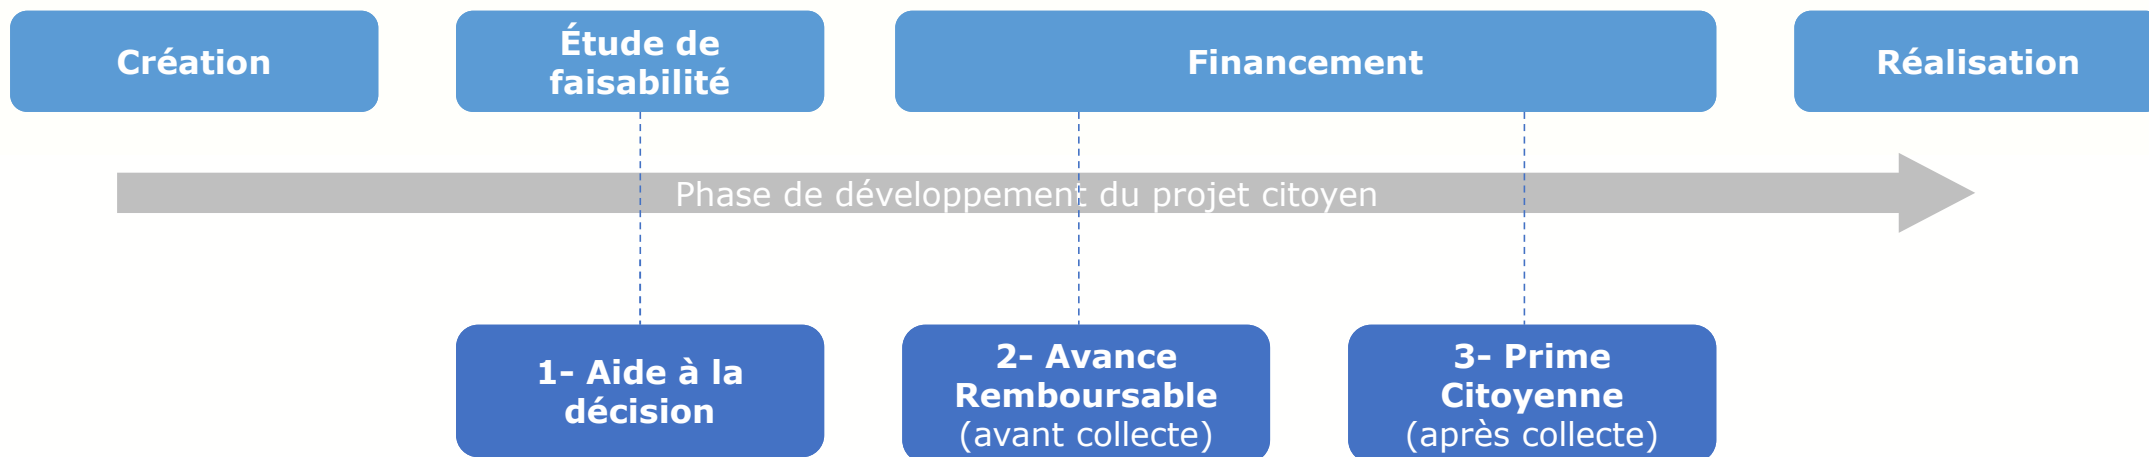 Création
Étude de
faisabilité
Financement
Réalisation
Phase de développement du projet citoyen
1- Aide à la
décision
2- Avance
Remboursable
(avant collecte)
3- Prime
Citoyenne
(après collecte)